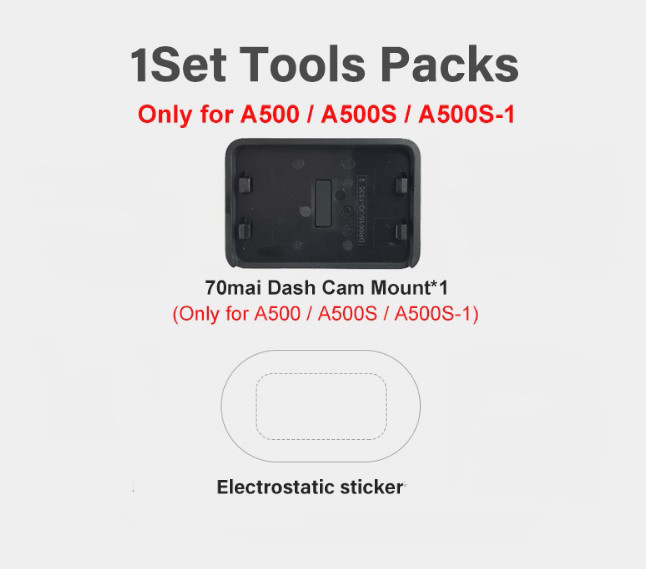 1Set Tools Packs
Only for A500 / A500S / A500S-1
70mai Dash Cam Mount*1
(Only for A500 / A500S / A500S-1)
Electrostatic sticker